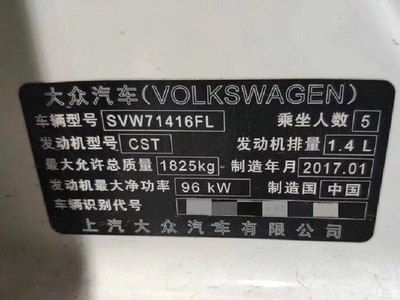 大众汽车(VOLKSWAGEN)
车辆型号 SVW71416FL 乘坐人数 5
发动机型号 CST 发动机排量 1.4 L
最大允许总质量 1825kg 制造年月 2017.01
发动机最大净功率 96 kW 制造国 中国
车辆识别代号
上汽大众汽车有限公司